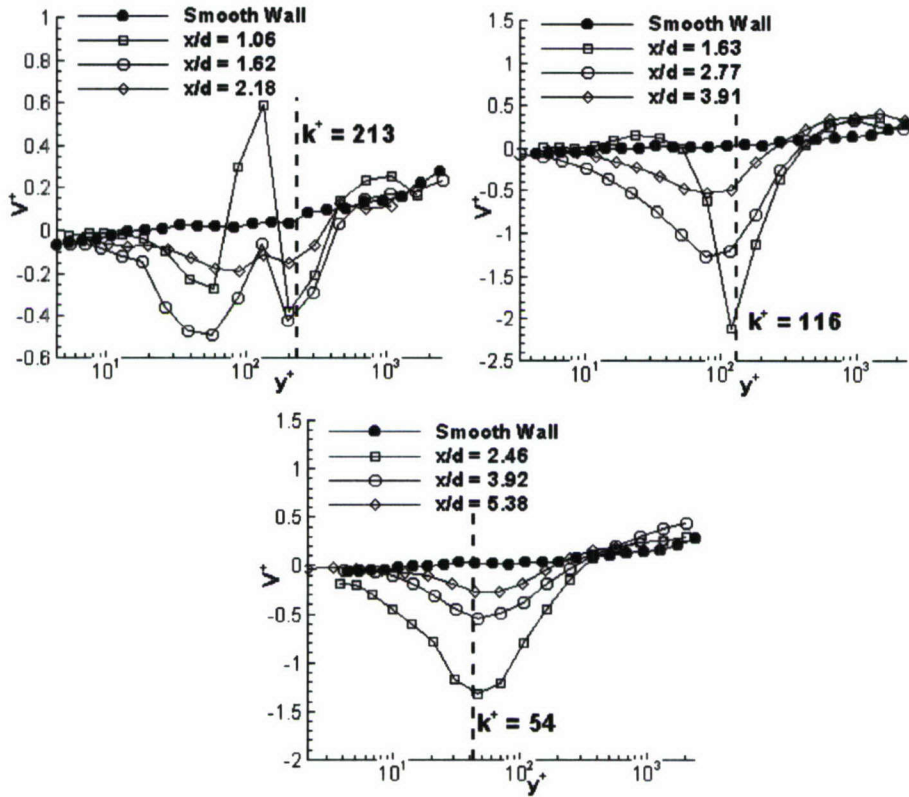 Smooth Wall
x/d = 1.06
x/d = 1.62
x/d = 2.18
k⁺ = 213
V⁺
1
0.8
0.6
0.4
0.2
0
-0.2
-0.4
-0.6
10¹
10²
10³
y⁺
Smooth Wall
x/d = 1.63
x/d = 2.77
x/d = 3.91
k⁺ = 116
V⁺
1.5
1
0.5
0
-0.5
-1
-1.5
-2
-2.5
10¹
10²
10³
y⁺
Smooth Wall
x/d = 2.46
x/d = 3.92
x/d = 5.38
k⁺ = 54
V⁺
1.5
1
0.5
0
-0.5
-1
-1.5
-2
10¹
10²
10³
y⁺